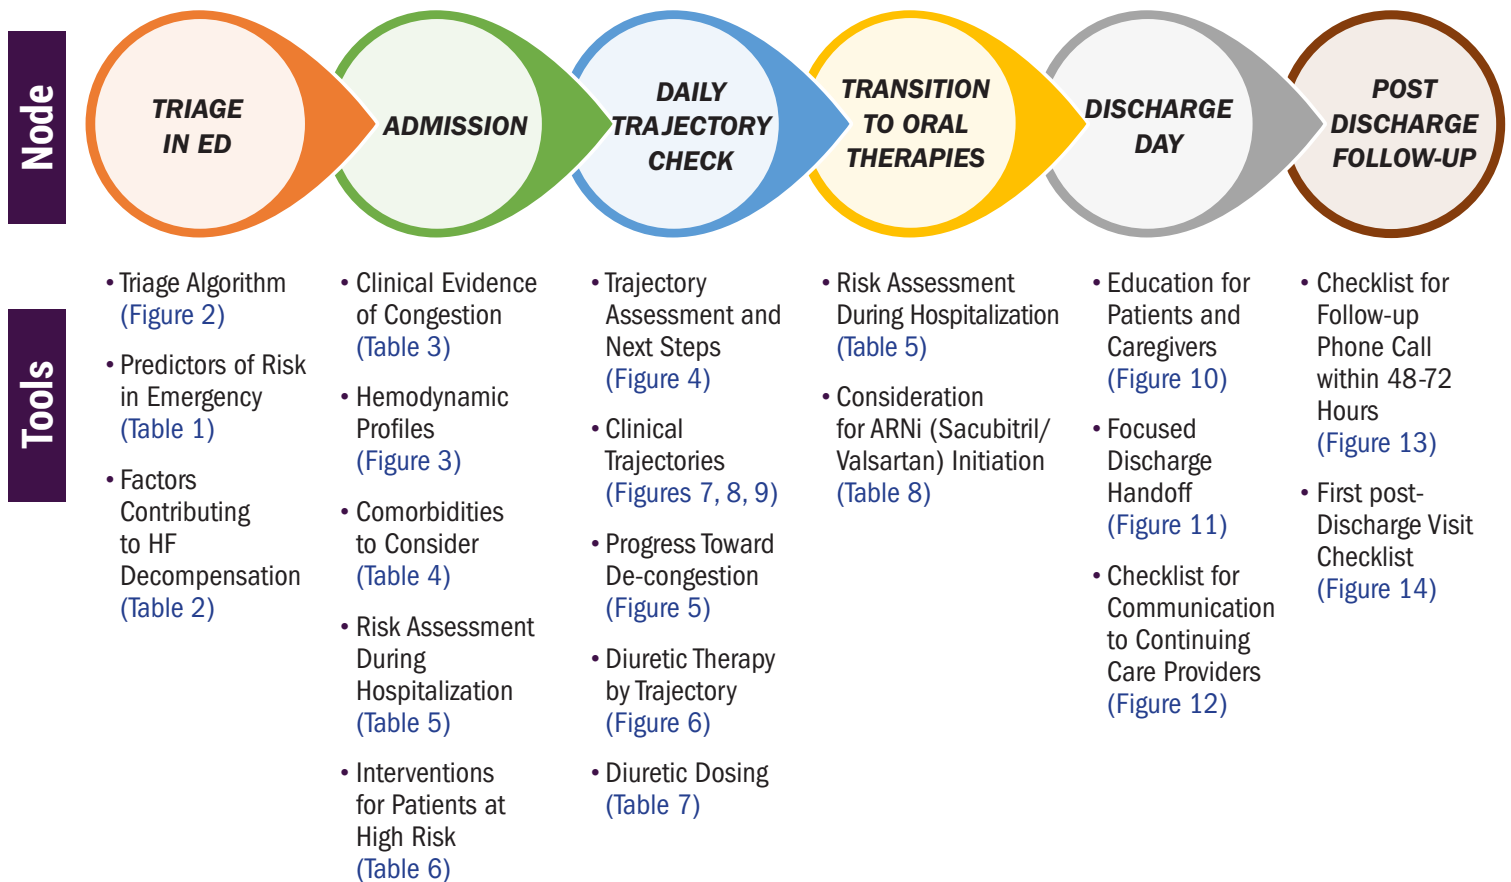 Node
TRIAGE
IN ED
ADMISSION
DAILY
TRAJECTORY
CHECK
TRANSITION
TO ORAL
THERAPIES
DISCHARGE
DAY
POST
DISCHARGE
FOLLOW-UP
Tools
• Triage Algorithm
(Figure 2)
• Predictors of Risk
in Emergency
(Table 1)
• Factors
Contributing
to HF
Decompensation
(Table 2)
• Clinical Evidence
of Congestion
(Table 3)
• Hemodynamic
Profiles
(Figure 3)
• Comorbidities
to Consider
(Table 4)
• Risk Assessment
During
Hospitalization
(Table 5)
• Interventions
for Patients at
High Risk
(Table 6)
• Trajectory
Assessment and
Next Steps
(Figure 4)
• Clinical
Trajectories
(Figures 7, 8, 9)
• Progress Toward
De-congestion
(Figure 5)
• Diuretic Therapy
by Trajectory
(Figure 6)
• Diuretic Dosing
(Table 7)
• Risk Assessment
During Hospitalization
(Table 5)
• Consideration
for ARNi (Sacubitril/
Valsartan) Initiation
(Table 8)
• Education for
Patients and
Caregivers
(Figure 10)
• Focused
Discharge
Handoff
(Figure 11)
• Checklist for
Communication
to Continuing
Care Providers
(Figure 12)
• Checklist for
Follow-up
Phone Call
within 48-72
Hours
(Figure 13)
• First post-
Discharge Visit
Checklist
(Figure 14)